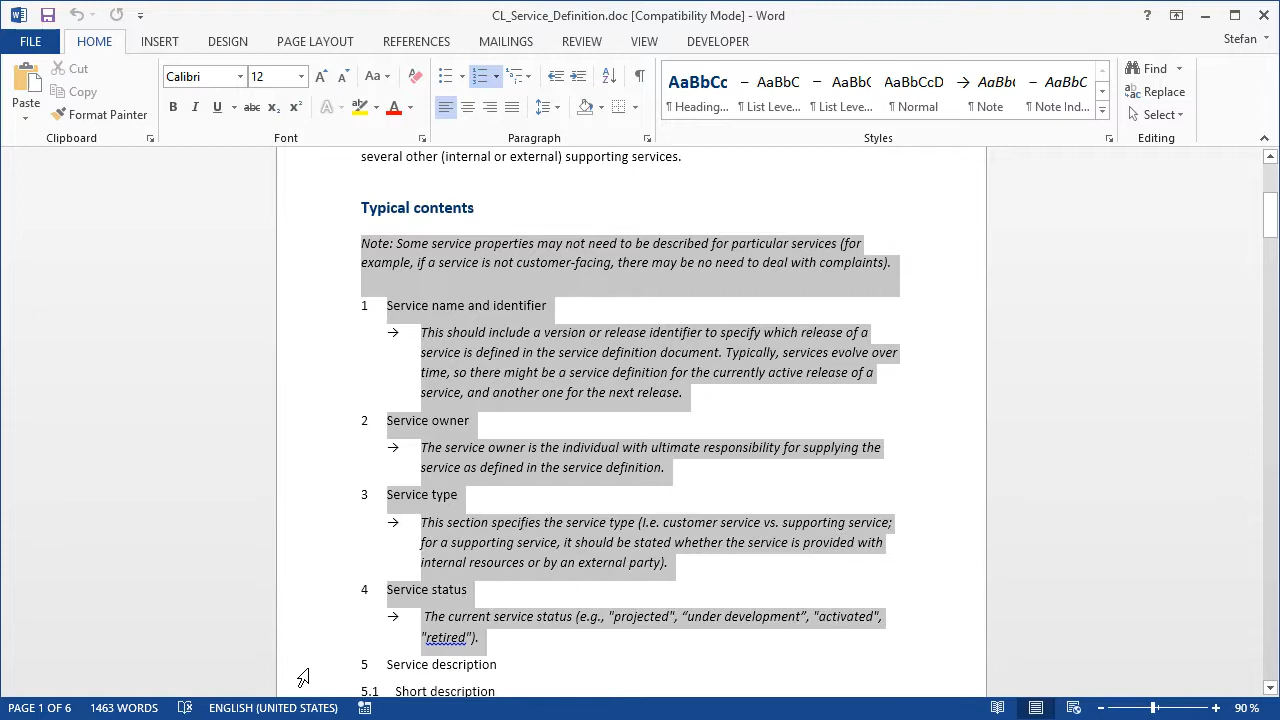 CL_Service_Definition.doc [Compatibility Mode] - Word
FILE HOME INSERT DESIGN PAGE LAYOUT REFERENCES MAILINGS REVIEW VIEW DEVELOPER Stefan
Paste
Cut
Copy
Format Painter
Calibri 12
AaBbCc AaBbC AaBbC AaBbCcD AaBbC AaBbC
Heading... List Leve... List Leve... Normal Note Note Ind...
Find
Replace
Select
Clipboard Font Paragraph Styles Editing
several other (internal or external) supporting services.
Typical contents
Note: Some service properties may not need to be described for particular services (for
example, if a service is not customer-facing, there may be no need to deal with complaints).
1 Service name and identifier
→ This should include a version or release identifier to specify which release of a
service is defined in the service definition document. Typically, services evolve over
time, so there might be a service definition for the currently active release of a
service, and another one for the next release.
2 Service owner
→ The service owner is the individual with ultimate responsibility for supplying the
service as defined in the service definition.
3 Service type
→ This section specifies the service type (I.e. customer service vs. supporting service;
for a supporting service, it should be stated whether the service is provided with
internal resources or by an external party).
4 Service status
→ The current service status (e.g., "projected", “under development”, "activated",
"retired").
5 Service description
5.1 Short description
PAGE 1 OF 6 1463 WORDS ENGLISH (UNITED STATES) 90 %